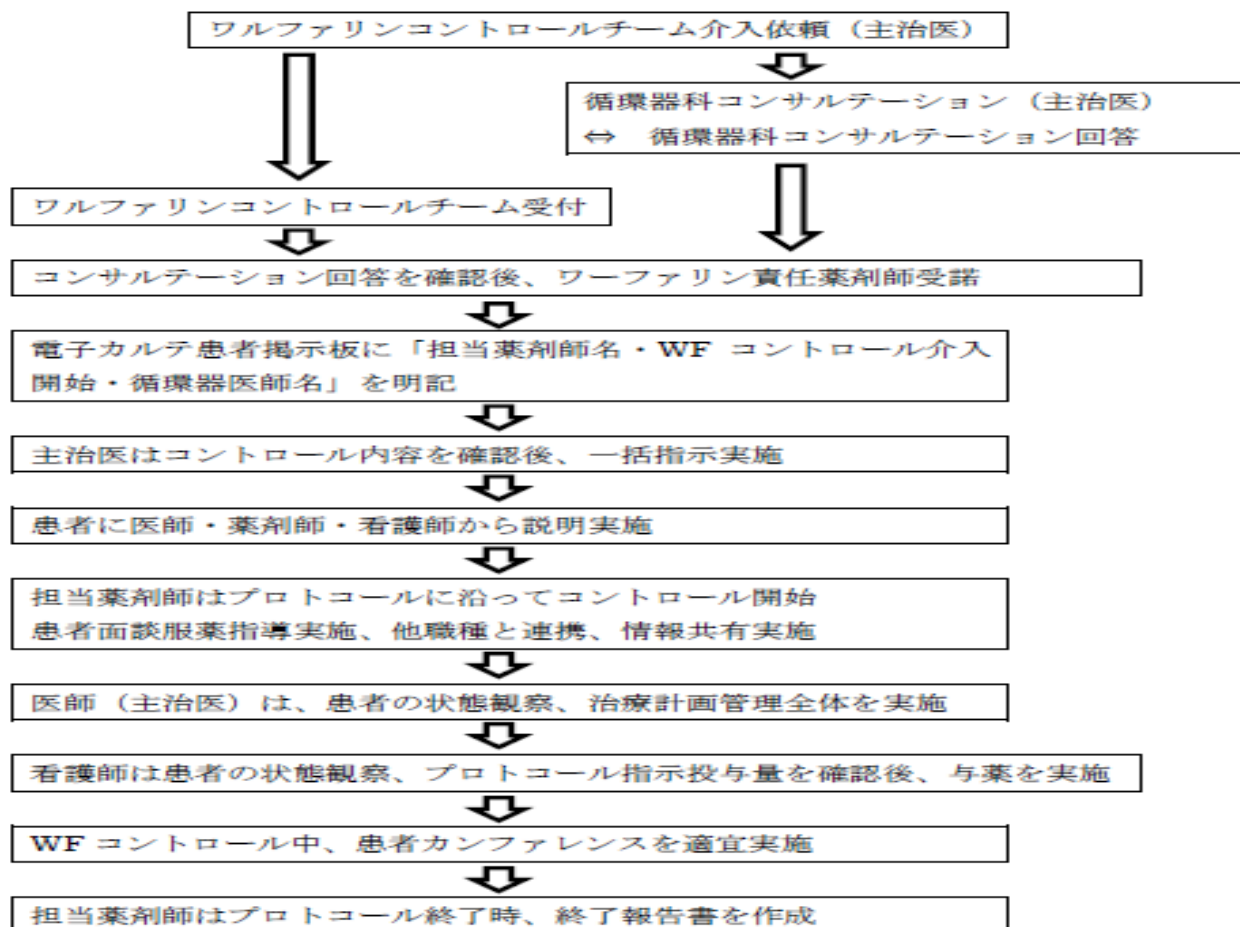 ワルファリンコントロールチーム介入依頼（主治医）
循環器科コンサルテーション（主治医）
⇔　循環器科コンサルテーション回答
ワルファリンコントロールチーム受付
コンサルテーション回答を確認後、ワーファリン責任薬剤師受諾
電子カルテ患者掲示板に「担当薬剤師名・WF コントロール介入
開始・循環器医師名」を明記
主治医はコントロール内容を確認後、一括指示実施
患者に医師・薬剤師・看護師から説明実施
担当薬剤師はプロトコールに沿ってコントロール開始
患者面談服薬指導実施、他職種と連携、情報共有実施
医師（主治医）は、患者の状態観察、治療計画管理全体を実施
看護師は患者の状態観察、プロトコール指示投与量を確認後、与薬を実施
WF コントロール中、患者カンファレンスを適宜実施
担当薬剤師はプロトコール終了時、終了報告書を作成